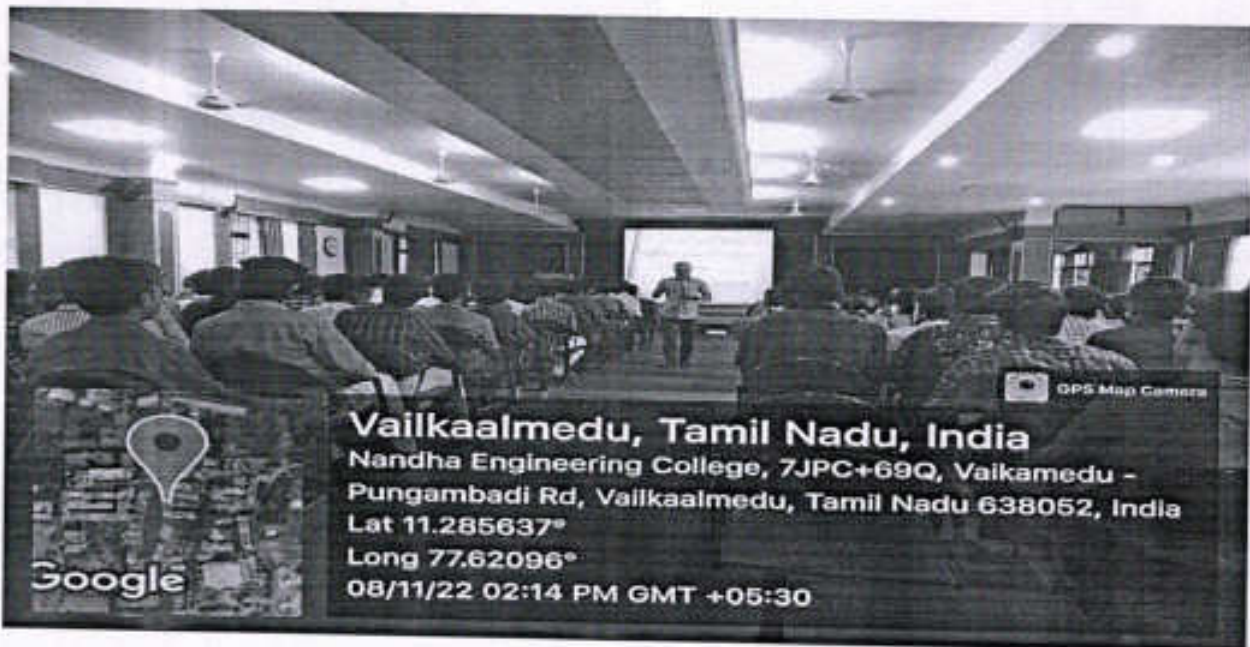 GPS Map Camera
Vailkaalmedu, Tamil Nadu, India
Nandha Engineering College, 7JPC+69Q, Vaikamedu -
Pungambadi Rd, Vailkaalmedu, Tamil Nadu 638052, India
Lat 11.285637°
Long 77.62096°
08/11/22 02:14 PM GMT +05:30
Google